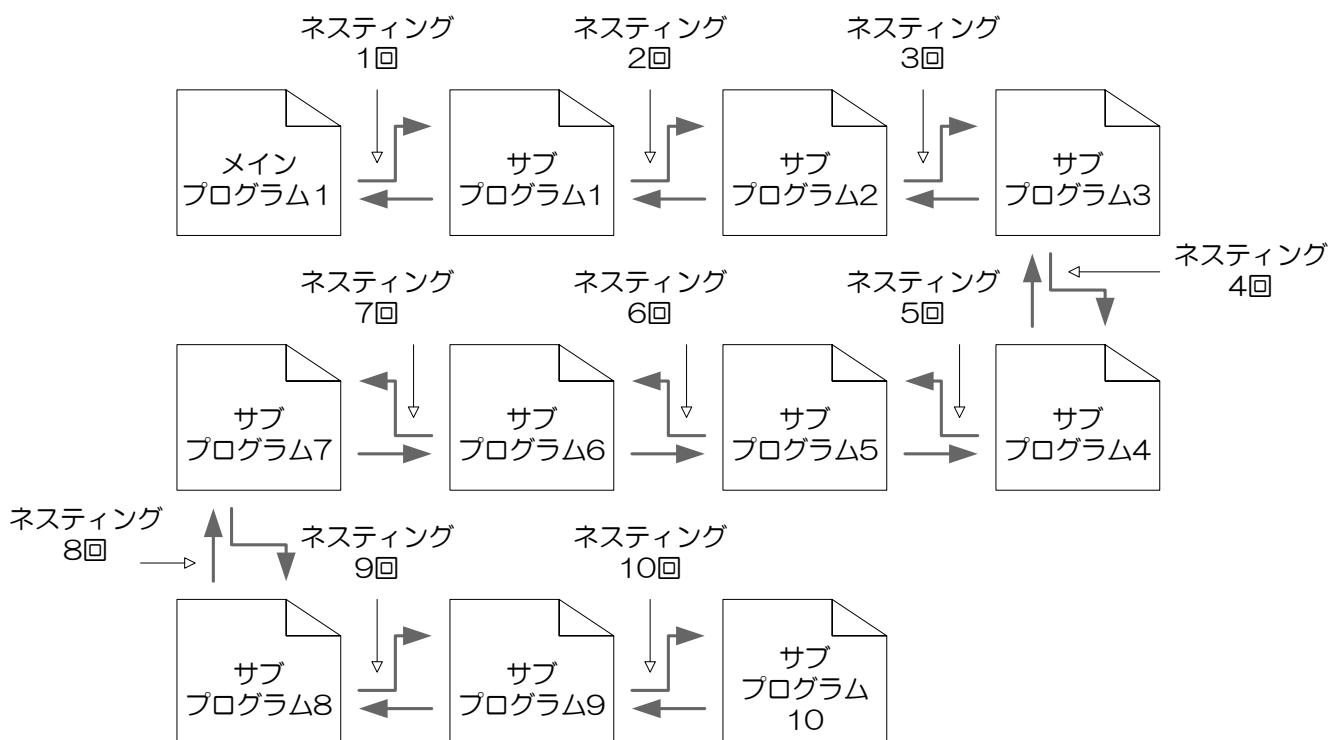 ネスティング
1回
ネスティング
2回
ネスティング
3回
メイン
プログラム1
サブ
プログラム1
サブ
プログラム2
サブ
プログラム3
ネスティング
4回
ネスティング
7回
ネスティング
6回
ネスティング
5回
サブ
プログラム7
サブ
プログラム6
サブ
プログラム5
サブ
プログラム4
ネスティング
8回
ネスティング
9回
ネスティング
10回
サブ
プログラム8
サブ
プログラム9
サブ
プログラム
10